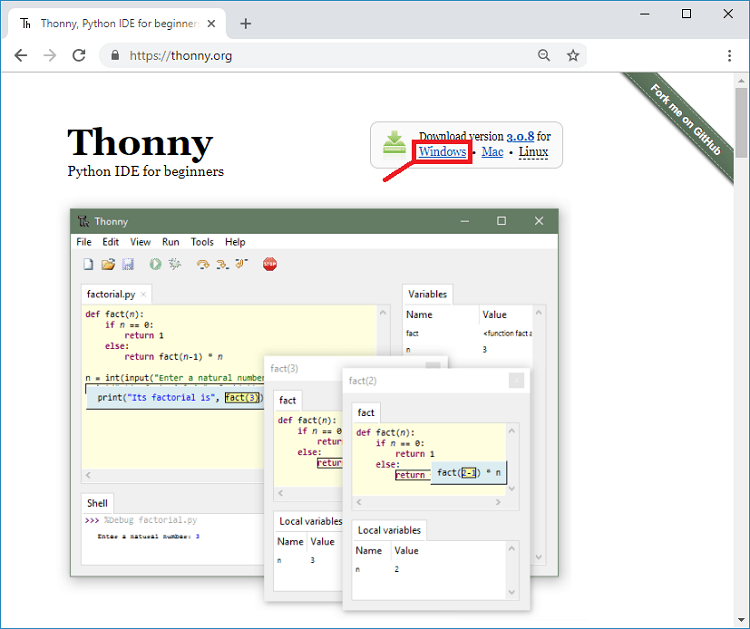 Thonny, Python IDE for beginners
https://thonny.org
Fork me on GitHub
Thonny
Python IDE for beginners
Download version 3.0.8 for
Windows • Mac • Linux
Thonny
File Edit View Run Tools Help
STOP
factorial.py
def fact(n):
if n == 0:
return 1
else:
return fact(n-1) * n
n = int(input("Enter a natural number
print("Its factorial is", fact(3))
Shell
>>> %Debug factorial.py
Enter a natural number: 3
Variables
Name Value
fact <function fact a
n 3
fact(3)
fact
def fact(n):
if n == 0
retur
else:
retur
Local variables
Name Value
n 3
fact(2)
fact
def fact(n):
if n == 0:
return 1
else:
return fact(2-1) * n
Local variables
Name Value
n 2